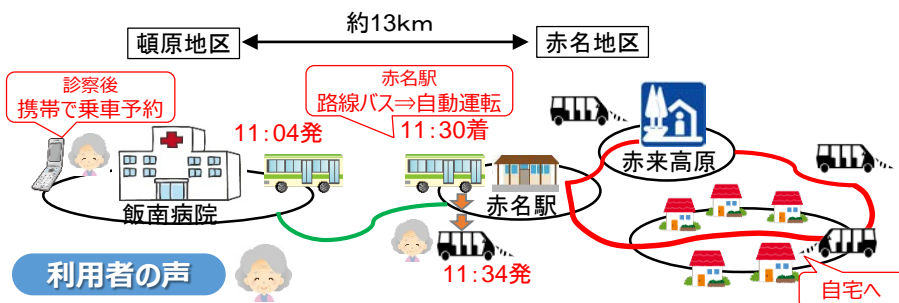 約13km
頓原地区
赤名地区
診察後
携帯で乗車予約
赤名駅
路線バス⇒自動運転
11:04発
11:30着
赤来高原
飯南病院
赤名駅
11:34発
利用者の声
自宅へ